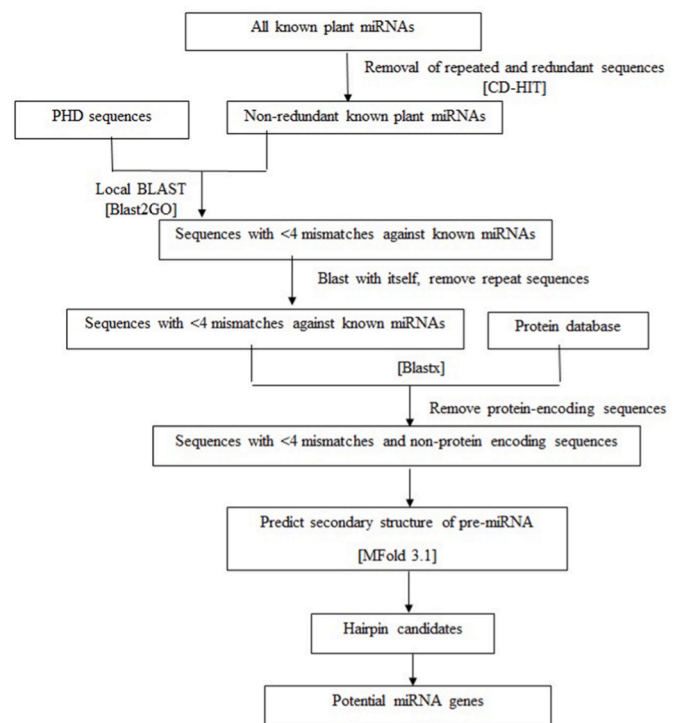 All known plant miRNAs
Removal of repeated and redundant sequences
[CD-HIT]
PHD sequences
Non-redundant known plant miRNAs
Local BLAST
[Blast2GO]
Sequences with <4 mismatches against known miRNAs
Blast with itself, remove repeat sequences
Sequences with <4 mismatches against known miRNAs
Protein database
[Blastx]
Remove protein-encoding sequences
Sequences with <4 mismatches and non-protein encoding sequences
Predict secondary structure of pre-miRNA
[MFold 3.1]
Hairpin candidates
Potential miRNA genes